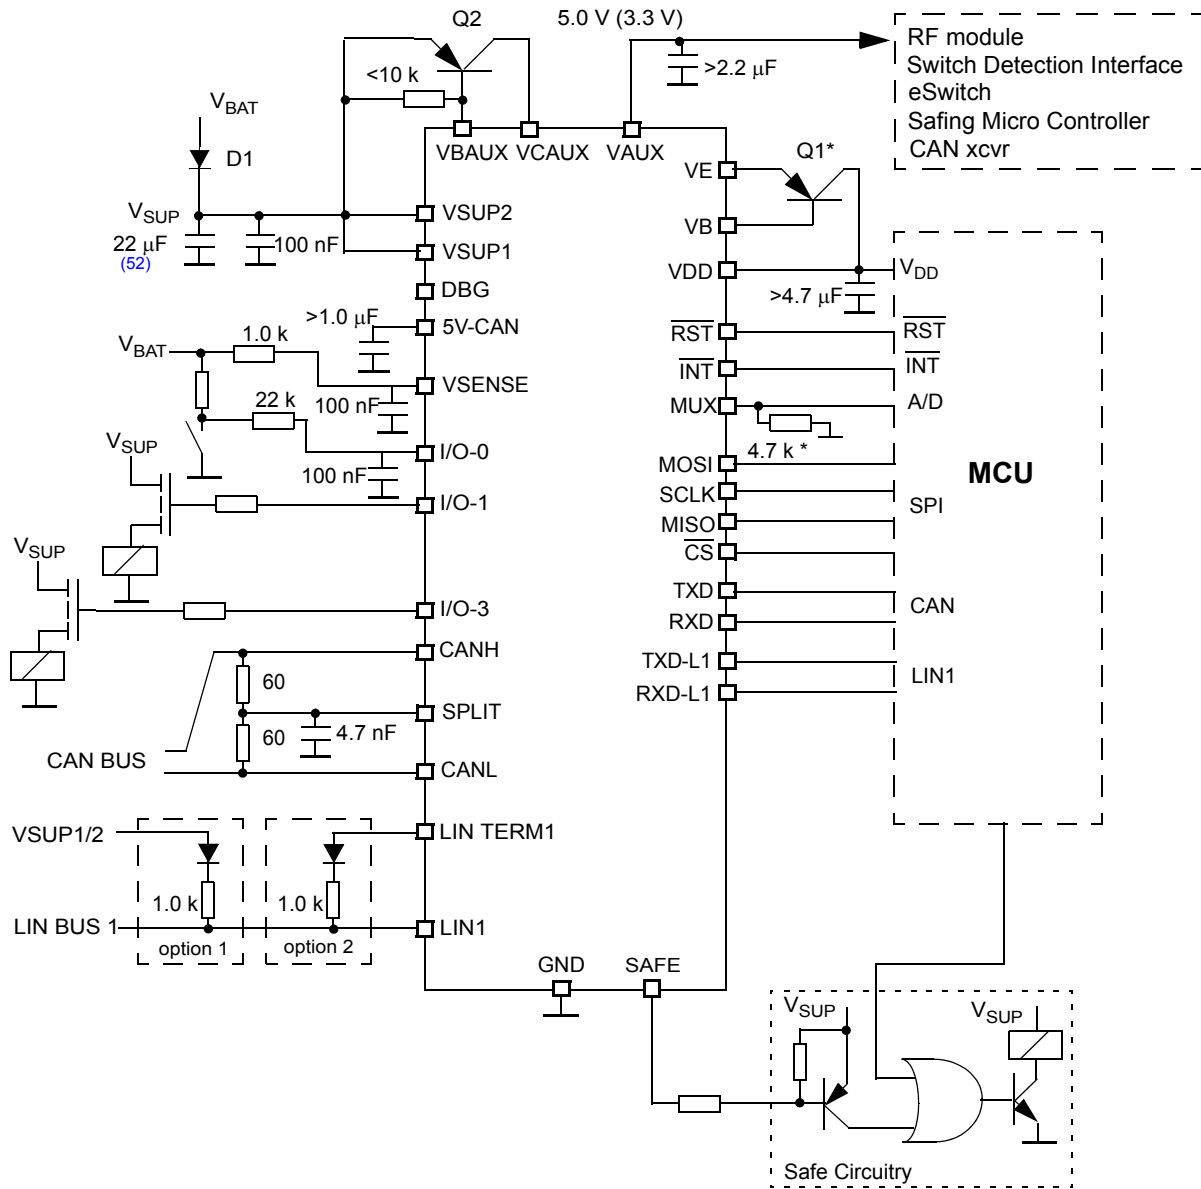 Q2
5.0 V (3.3 V)
RF module
Switch Detection Interface
eSwitch
Safing Micro Controller
CAN xcvr
>2.2 μF
<10 k
VBAT
D1
VBAUX VCAUX VAUX
VE
Q1*
VB
VSUP
22 μF
(52)
100 nF
VSUP2
VSUP1
DBG
VDD
VDD
>4.7 μF
>1.0 μF
5V-CAN
RST
RST
VBAT
1.0 k
INT
INT
VSENSE
100 nF
MUX
A/D
22 k
4.7 k *
VSUP
I/O-0
100 nF
MOSI
MCU
SCLK
SPI
I/O-1
MISO
VSUP
CS
TXD
CAN
I/O-3
RXD
CANH
TXD-L1
LIN1
60
RXD-L1
SPLIT
60
4.7 nF
CAN BUS
CANL
VSUP1/2
LIN TERM1
1.0 k
1.0 k
LIN BUS 1
LIN1
option 1
option 2
GND
SAFE
VSUP
VSUP
Safe Circuitry